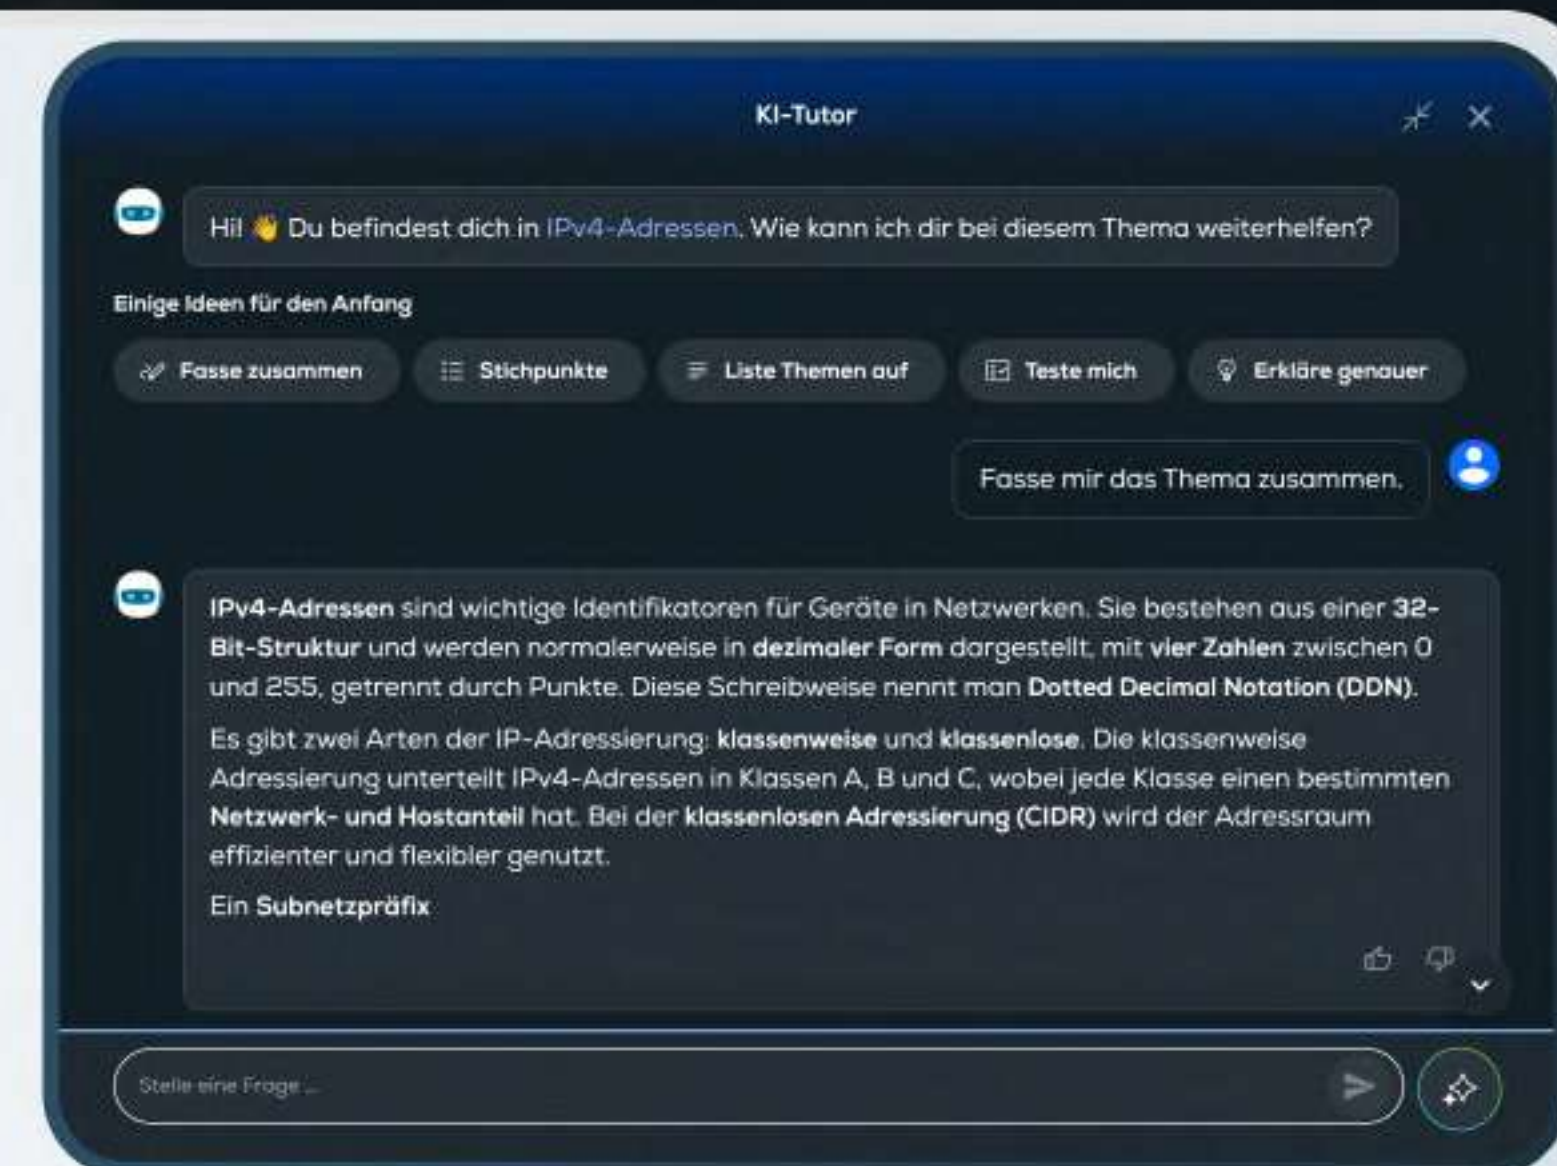 KI-Tutor
Hi! 👋 Du befindest dich in IPv4-Adressen. Wie kann ich dir bei diesem Thema weiterhelfen?
Einige Ideen für den Anfang
Fasse zusammen
Stichpunkte
Liste Themen auf
Teste mich
Erkläre genauer
Fasse mir das Thema zusammen.
IPv4-Adressen sind wichtige Identifikatoren für Geräte in Netzwerken. Sie bestehen aus einer 32-
Bit-Struktur und werden normalerweise in dezimaler Form dargestellt, mit vier Zahlen zwischen 0
und 255, getrennt durch Punkte. Diese Schreibweise nennt man Dotted Decimal Notation (DDN).
Es gibt zwei Arten der IP-Adressierung: klassenweise und klassenlose. Die klassenweise
Adressierung unterteilt IPv4-Adressen in Klassen A, B und C, wobei jede Klasse einen bestimmten
Netzwerk- und Hostanteil hat. Bei der klassenlosen Adressierung (CIDR) wird der Adressraum
effizienter und flexibler genutzt.
Ein Subnetzpräfix
Stelle eine Frage ...